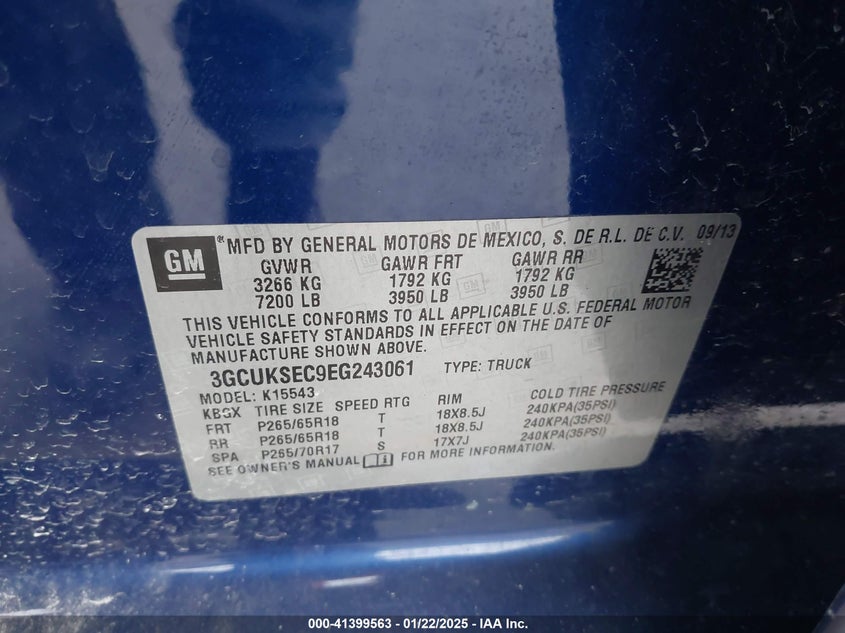 GM ® MFD BY GENERAL MOTORS DE MEXICO, S. DE R.L. DE C.V. 09/13
GVWR GAWR FRT GAWR RR
3266 KG 1792 KG 1792 KG
7200 LB 3950 LB 3950 LB
THIS VEHICLE CONFORMS TO ALL APPLICABLE U.S. FEDERAL MOTOR
VEHICLE SAFETY STANDARDS IN EFFECT ON THE DATE OF
MANUFACTURE SHOWN ABOVE.
3GCUKSEC9EG243061 TYPE: TRUCK
MODEL: K15543
KBGX TIRE SIZE SPEED RTG RIM COLD TIRE PRESSURE
FRT P265/65R18 T 18X8.5J 240KPA(35PSI)
RR P265/65R18 T 18X8.5J 240KPA(35PSI)
SPA P265/70R17 S 17X7J 240KPA(35PSI)
SEE OWNER'S MANUAL FOR MORE INFORMATION.
000-41399563 - 01/22/2025 - IAA Inc.